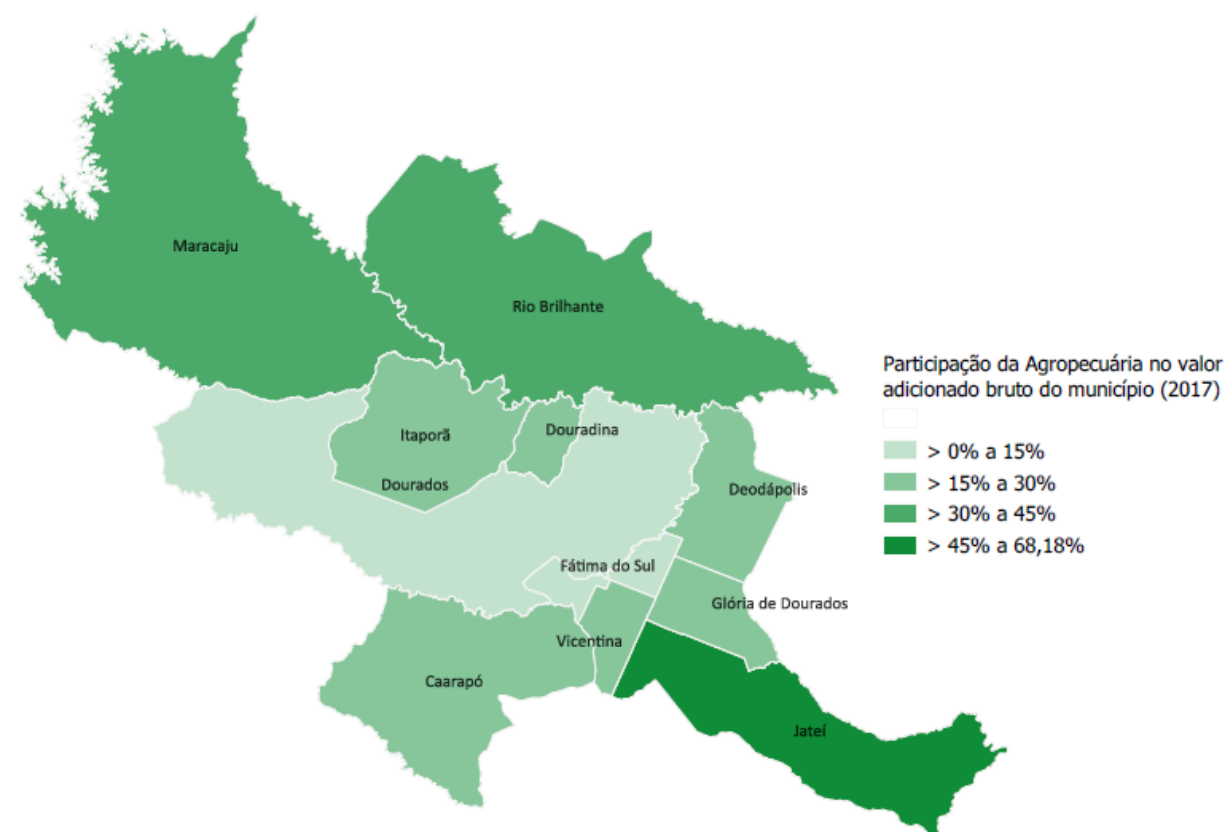 Maracaju
Rio Brilhante
Participação da Agropecuária no valor
adicionado bruto do município (2017)
> 0% a 15%
> 15% a 30%
> 30% a 45%
> 45% a 68,18%
Itaporã
Douradina
Dourados
Deodápolis
Fátima do Sul
Glória de Dourados
Vicentina
Caarapó
Jateí